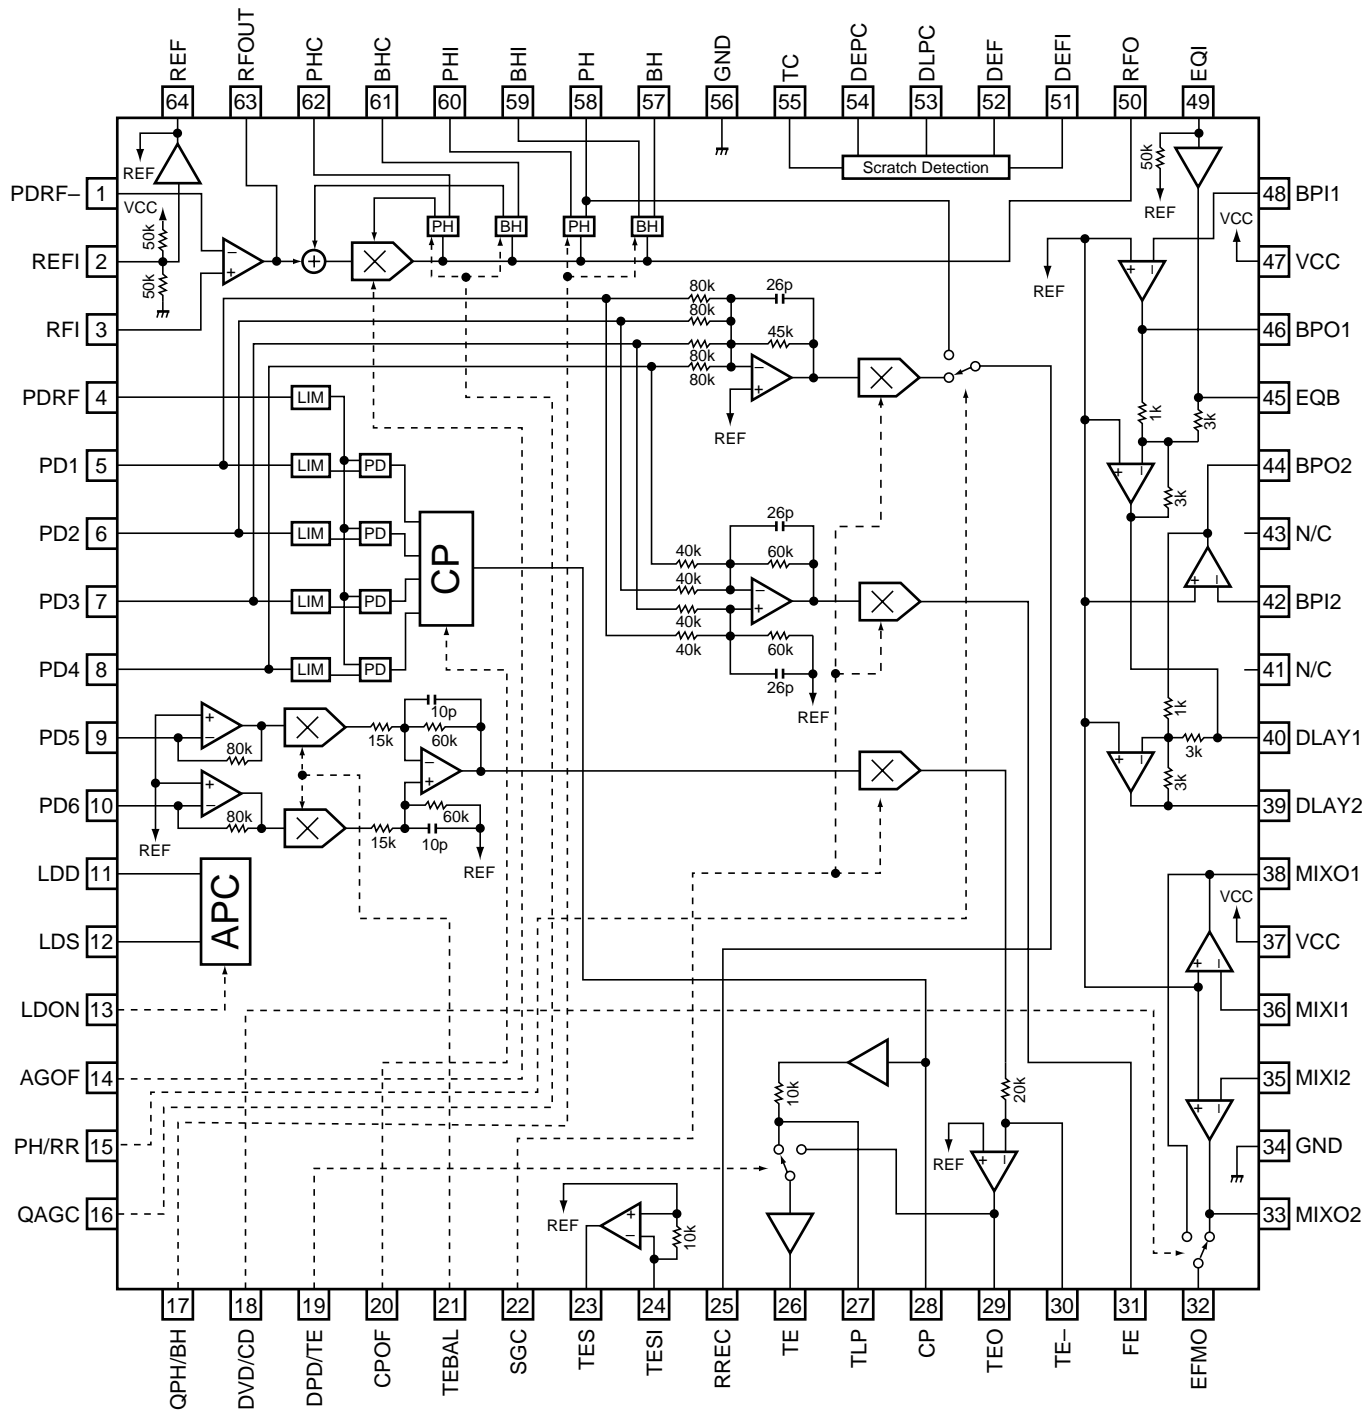 REF
RFOUT
PHC
BHC
PHI
BHI
PH
BH
GND
TC
DEPC
DLPC
DEF
DEFI
RFO
EQI
64
63
62
61
60
59
58
57
56
55
54
53
52
51
50
49
PDRF– 1
REFI 2
RFI 3
PDRF 4
PD1 5
PD2 6
PD3 7
PD4 8
PD5 9
PD6 10
LDD 11
LDS 12
LDON 13
AGOF 14
PH/RR 15
QAGC 16
REF
VCC
50k
50k
−
+
+
PH
BH
PH
BH
Scratch Detection
50k
REF
VCC
REF
80k
80k
80k
80k
26p
45k
−
+
REF
LIM
LIM
LIM
LIM
LIM
PD
PD
PD
PD
CP
40k
40k
40k
40k
26p
60k
−
+
60k
26p
REF
+
−
80k
+
−
80k
REF
15k
10p
60k
−
+
15k
60k
10p
REF
APC
10k
20k
REF
+
−
REF
+
−
10k
+
−
1k
3k
+
−
3k
+
−
1k
3k
+
−
3k
VCC
+
−
+
−
48 BPI1
47 VCC
46 BPO1
45 EQB
44 BPO2
43 N/C
42 BPI2
41 N/C
40 DLAY1
39 DLAY2
38 MIXO1
37 VCC
36 MIXI1
35 MIXI2
34 GND
33 MIXO2
17
18
19
20
21
22
23
24
25
26
27
28
29
30
31
32
QPH/BH
DVD/CD
DPD/TE
CPOF
TEBAL
SGC
TES
TESI
RREC
TE
TLP
CP
TEO
TE–
FE
EFMO